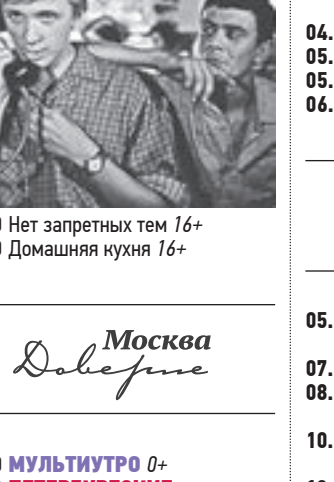 Нет запретных тем 16+
Домашняя кухня 16+
Москва
Доверие
МУЛЬТИУТРО 0+
04.
05.
05.
06.
05.
07.
08.
10.